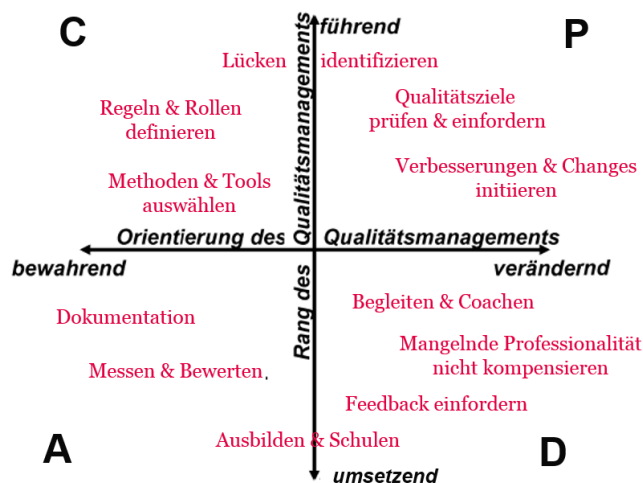 C
führend
P
Lücken identifizieren
Regeln & Rollen
definieren
Qualitätsziele
prüfen & einfordern
Methoden & Tools
auswählen
Verbesserungen & Changes
initiieren
Rang des Qualitätsmanagements
Orientierung des Qualitätsmanagements
bewahrend
verändernd
Dokumentation
Begleiten & Coachen
Messen & Bewerten.
Mangelnde Professionalität
nicht kompensieren
Feedback einfordern
Ausbilden & Schulen
A
umsetzend
D